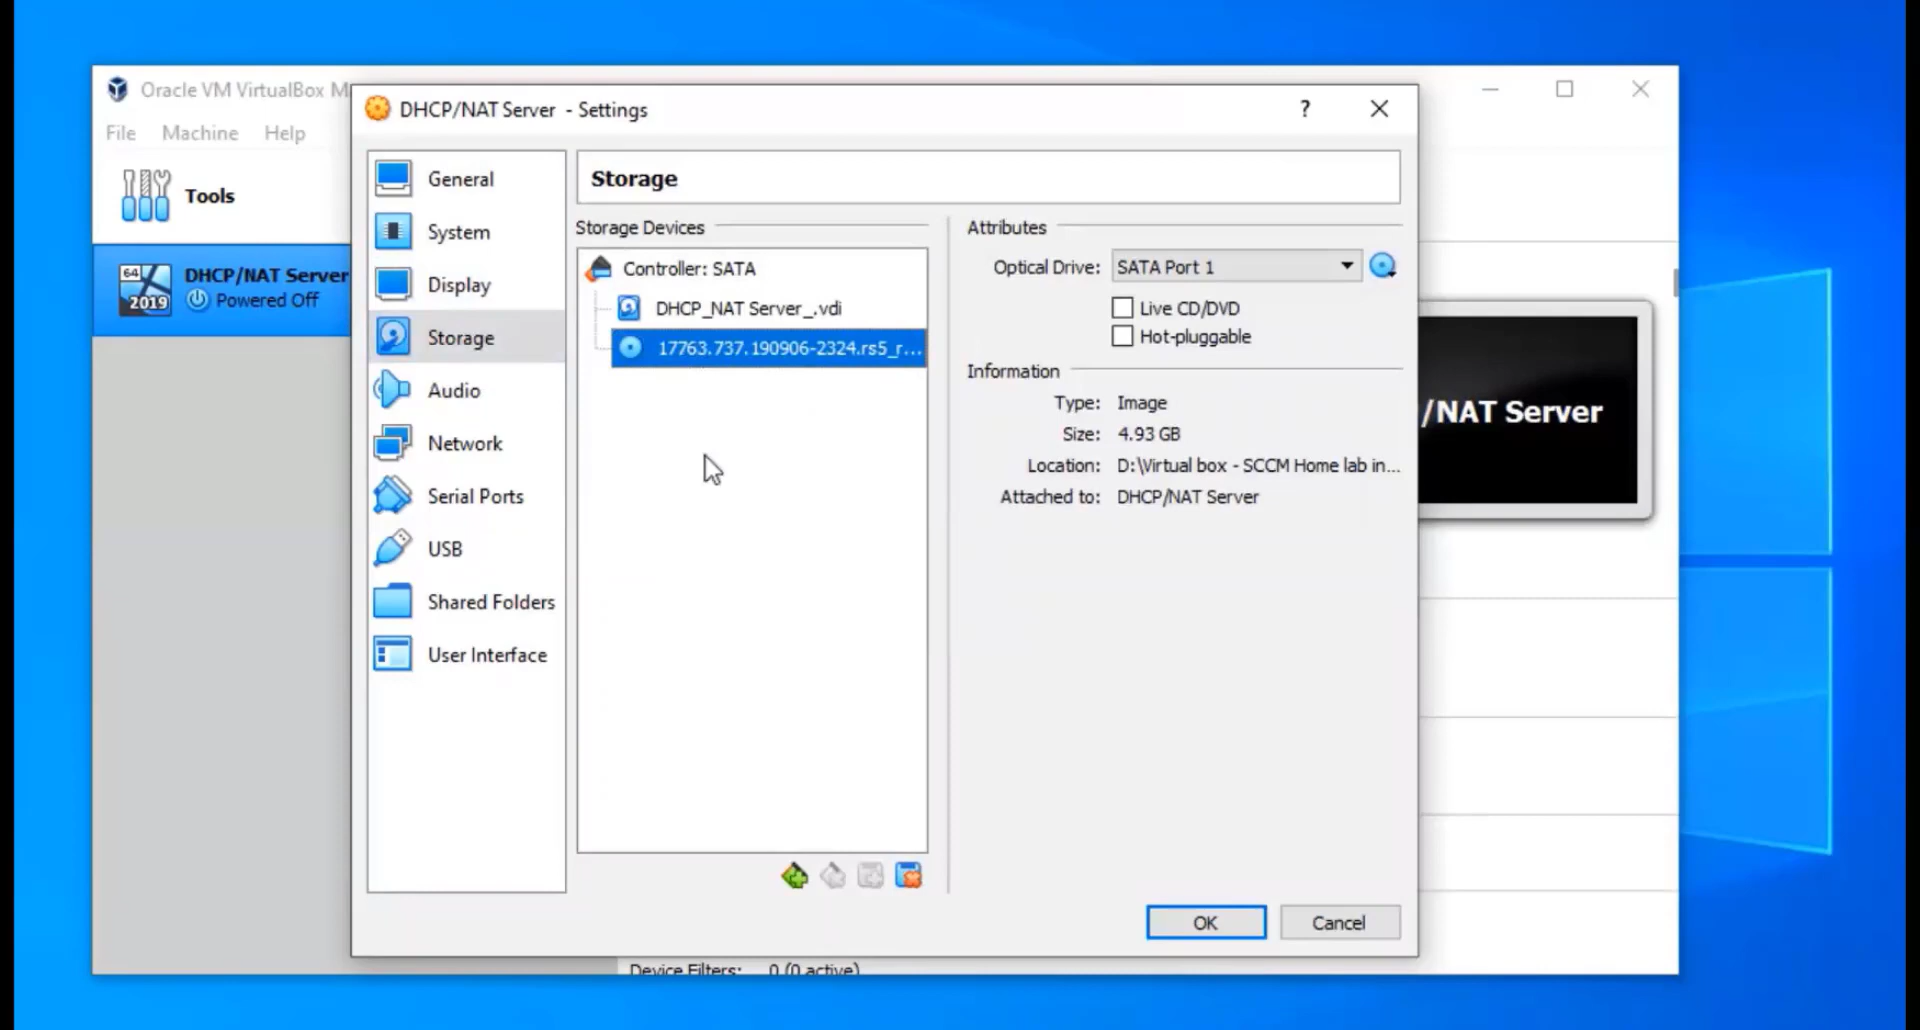 Oracle VM VirtualBox M
File Machine Help
Tools
64
2019
DHCP/NAT Server
Powered Off
DHCP/NAT Server - Settings
?
General
System
Display
Storage
Audio
Network
Serial Ports
USB
Shared Folders
User Interface
Storage
Storage Devices
Controller: SATA
DHCP_NAT Server_.vdi
17763.737.190906-2324.rs5_r...
Attributes
Optical Drive: SATA Port 1
Live CD/DVD
Hot-pluggable
Information
Type: Image
Size: 4.93 GB
Location: D:\Virtual box - SCCM Home lab in...
Attached to: DHCP/NAT Server
OK Cancel
/NAT Server
Device Filters: 0 (0 active)